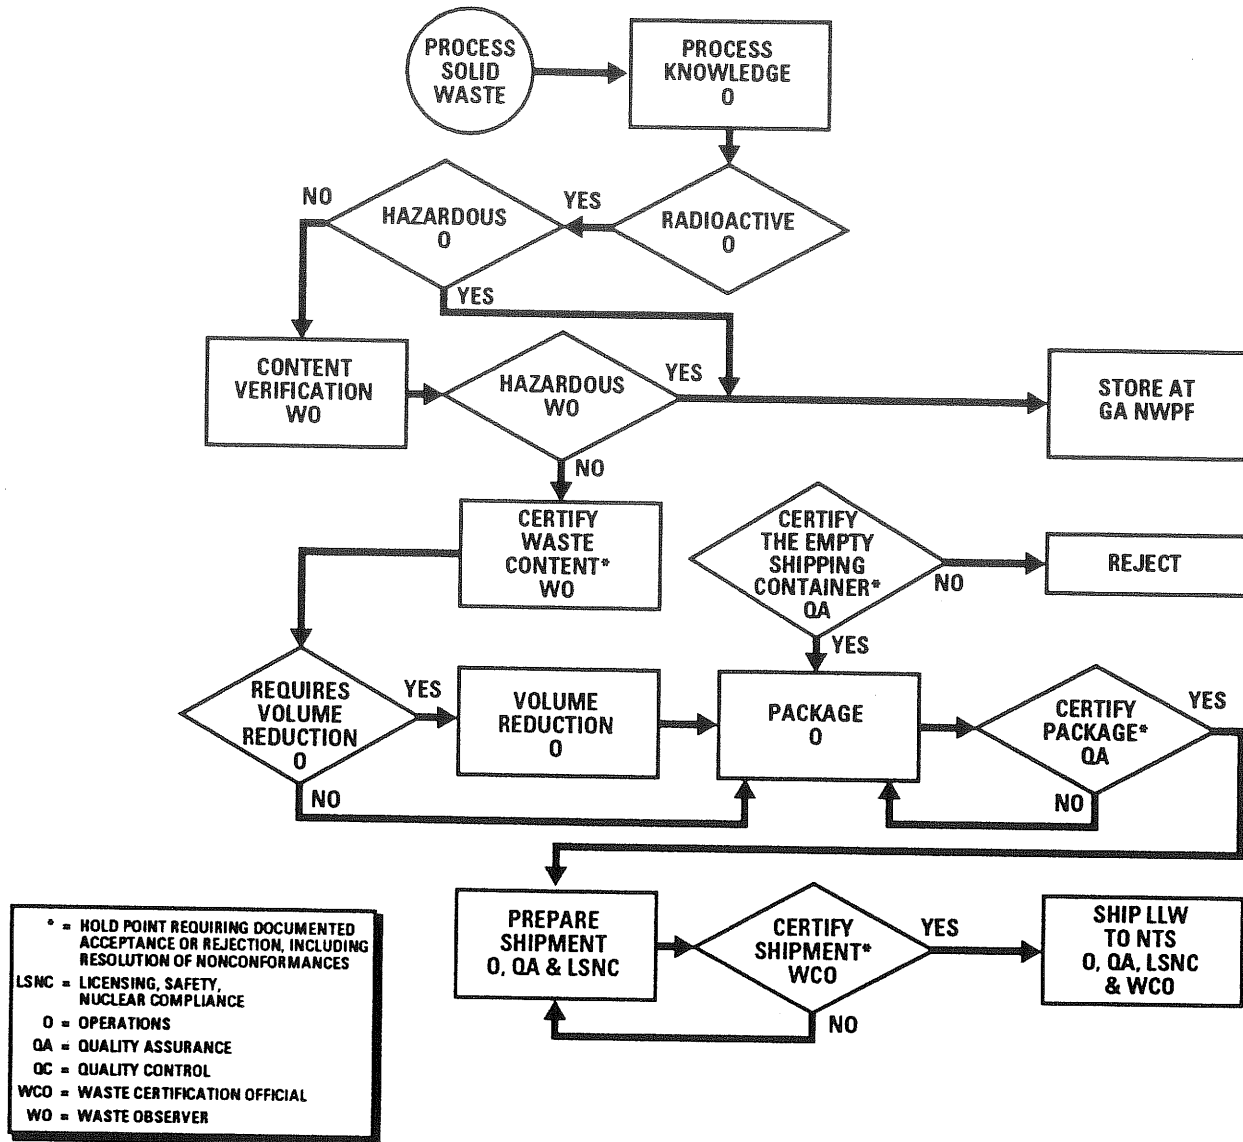 PROCESS
SOLID
WASTE
PROCESS
KNOWLEDGE
O
NO
HAZARDOUS
O
YES
RADIOACTIVE
O
YES
CONTENT
VERIFICATION
WO
HAZARDOUS
WO
YES
STORE AT
GA NWPF
NO
CERTIFY
WASTE
CONTENT*
WO
CERTIFY
THE EMPTY
SHIPPING
CONTAINER*
QA
NO
REJECT
YES
REQUIRES
VOLUME
REDUCTION
O
YES
VOLUME
REDUCTION
O
PACKAGE
O
CERTIFY
PACKAGE*
QA
YES
NO
NO
PREPARE
SHIPMENT
O, QA & LSNC
CERTIFY
SHIPMENT*
WCO
YES
SHIP LLW
TO NTS
O, QA, LSNC
& WCO
NO
* = HOLD POINT REQUIRING DOCUMENTED
ACCEPTANCE OR REJECTION, INCLUDING
RESOLUTION OF NONCONFORMANCES
LSNC = LICENSING, SAFETY,
NUCLEAR COMPLIANCE
O = OPERATIONS
QA = QUALITY ASSURANCE
QC = QUALITY CONTROL
WCO = WASTE CERTIFICATION OFFICIAL
WO = WASTE OBSERVER